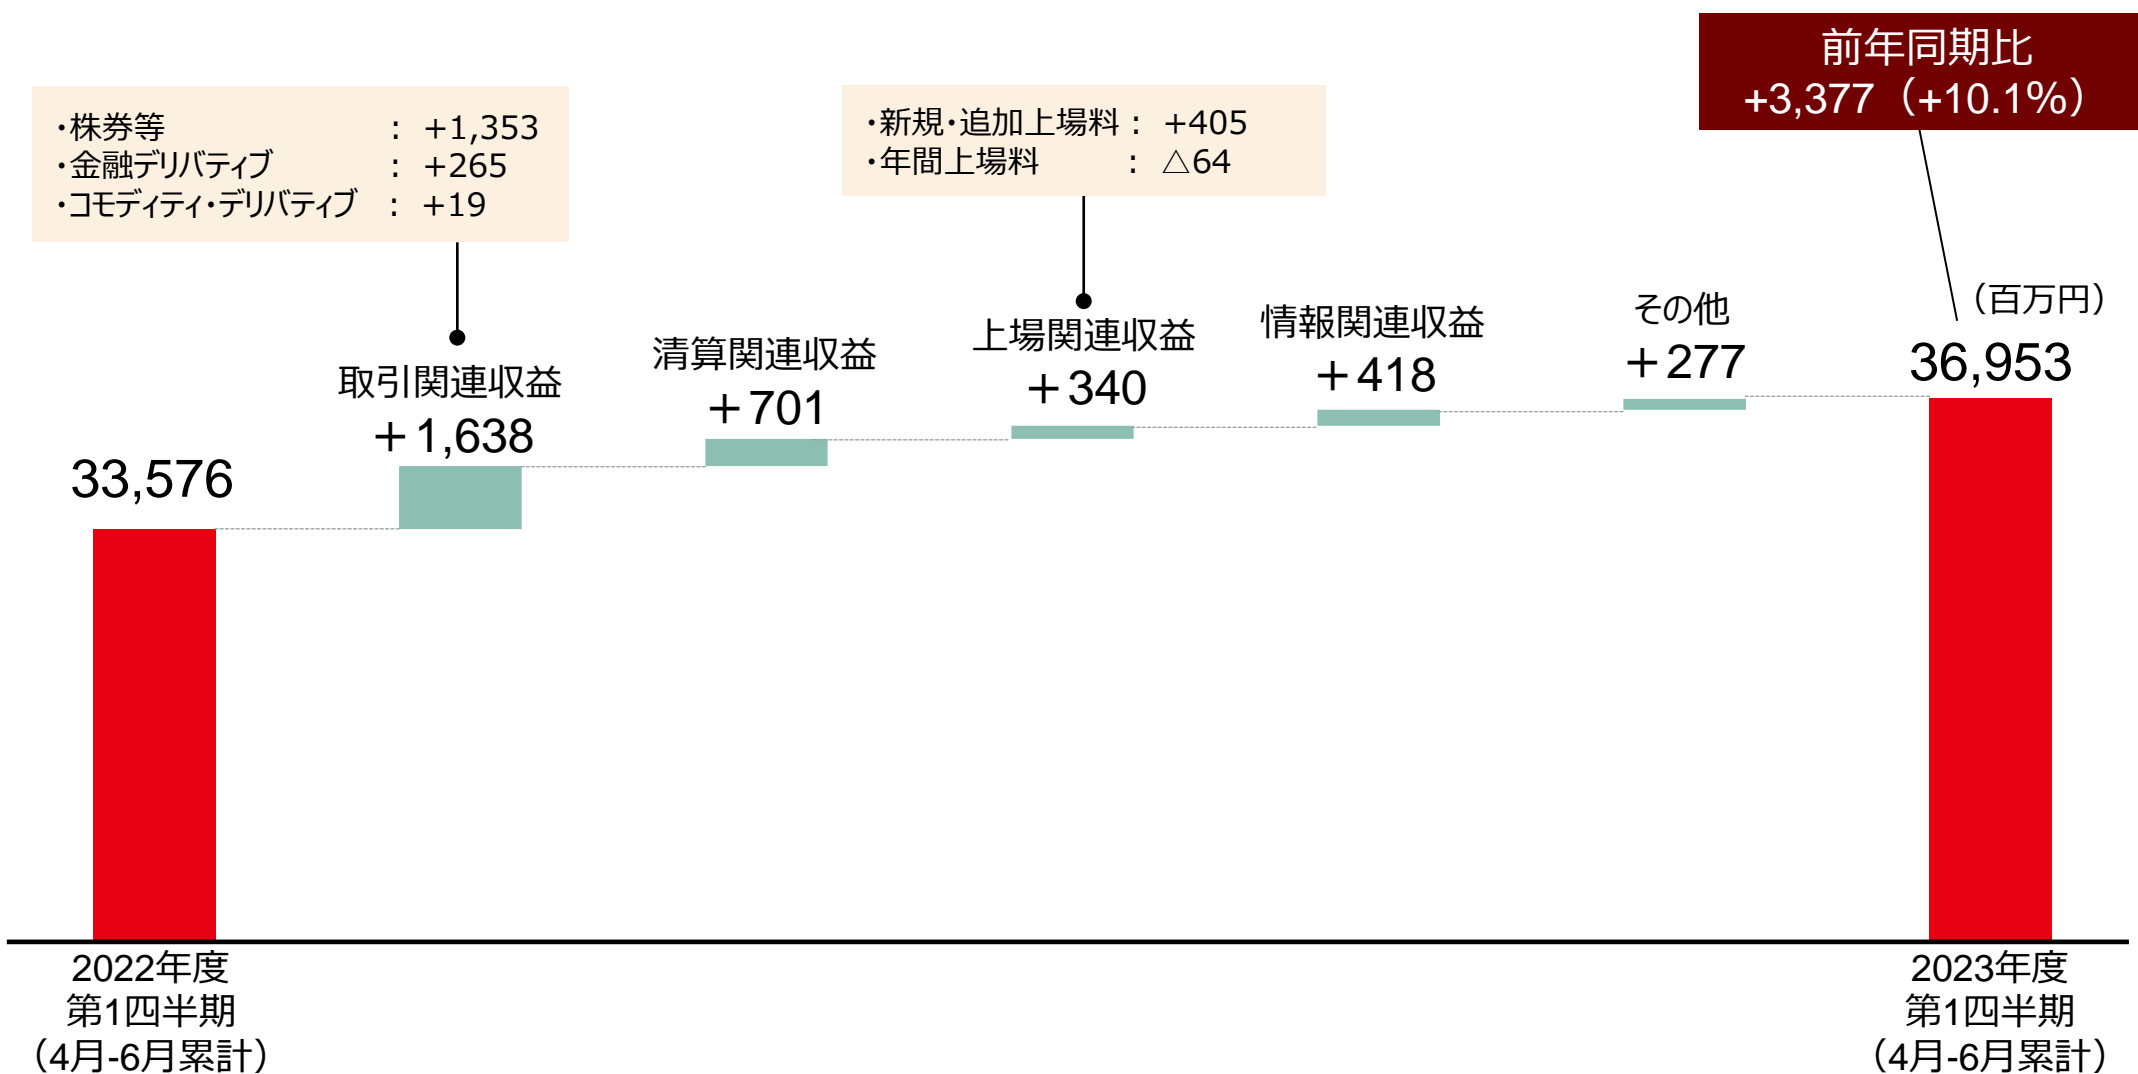 前年同期比
+3,377（+10.1%）
・株券等 : +1,353
・金融デリバティブ : +265
・コモディティ・デリバティブ : +19
・新規・追加上場料 : +405
・年間上場料 : △64
（百万円）
取引関連収益
＋1,638
清算関連収益
＋701
上場関連収益
＋340
情報関連収益
＋418
その他
＋277
33,576
36,953
2022年度
第1四半期
（4月-6月累計）
2023年度
第1四半期
（4月-6月累計）